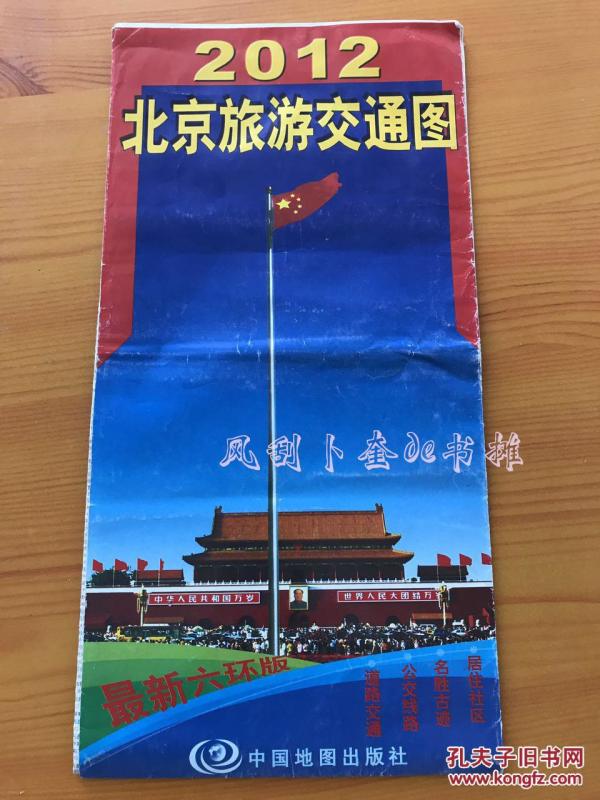 2012
北京旅游交通图
风刮卜奎de书摊
中华人民共和国万岁
世界人民大团结万岁
最新六环版
道路交通
公交线路
名胜古迹
居住社区
中国地图出版社
孔夫子旧书网
www.kongfz.com